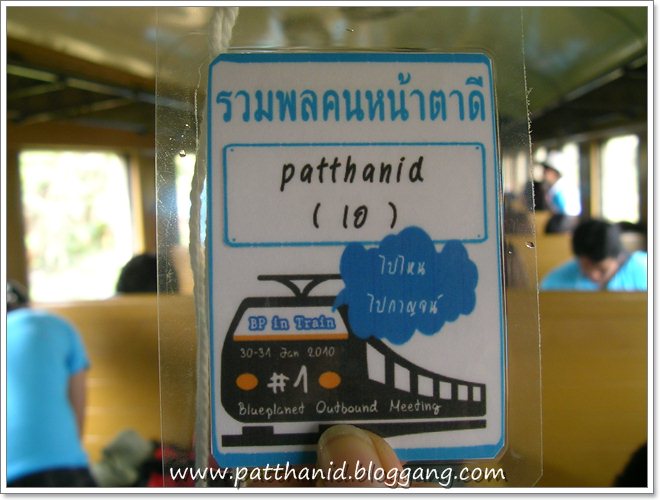 รวมพลคนหน้าตาดี
patthanid
( เอ )
ไปไหน
ไปกาญจน์
BP in Train
30-31 Jan 2010
#1
Blueplanet Outbound Meeting
www.patthanid.bloggang.com